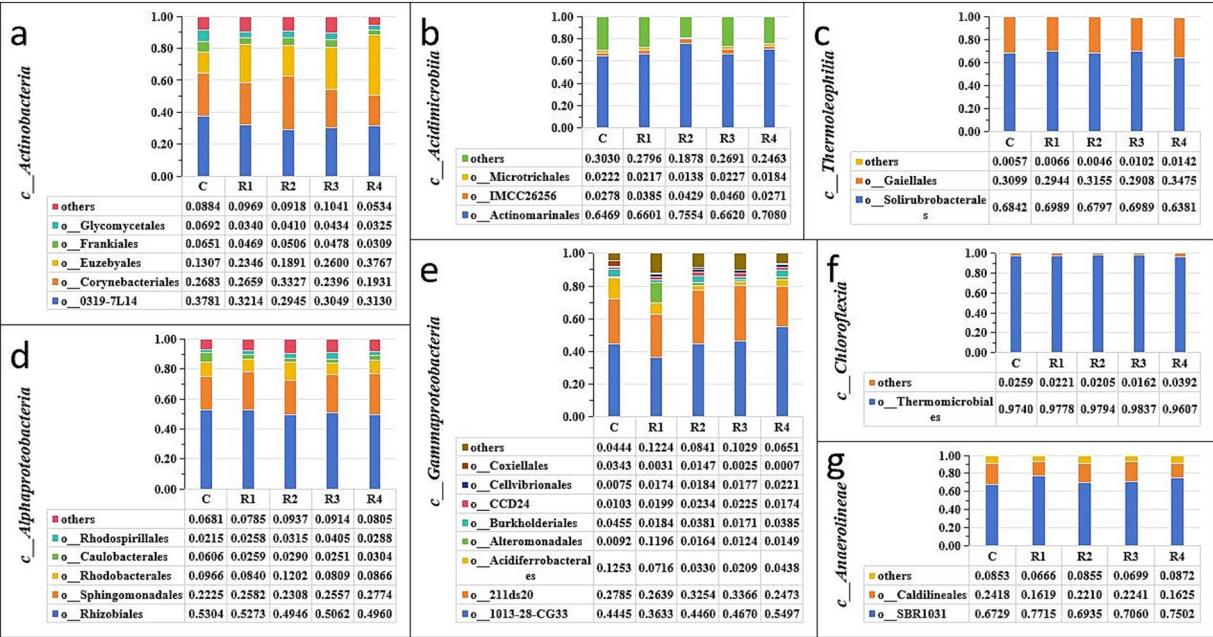 a
c__Actinobacteria
1.00
0.80
0.60
0.40
0.20
0.00
C R1 R2 R3 R4
others 0.0884 0.0969 0.0918 0.1041 0.0534
o__Glycomycetales 0.0692 0.0340 0.0410 0.0434 0.0325
o__Frankiales 0.0651 0.0469 0.0506 0.0478 0.0309
o__Euzebyales 0.1307 0.2346 0.1891 0.2600 0.3767
o__Corynebacteriales 0.2683 0.2659 0.3327 0.2396 0.1931
o__0319-7L14 0.3781 0.3214 0.2945 0.3049 0.3130
b
c__Acidimicrobiia
1.00
0.80
0.60
0.40
0.20
0.00
C R1 R2 R3 R4
others 0.3030 0.2796 0.1878 0.2691 0.2463
o__Microtrichales 0.0222 0.0217 0.0138 0.0227 0.0184
o__IMCC26256 0.0278 0.0385 0.0429 0.0460 0.0271
o__Actinomarinales 0.6469 0.6601 0.7554 0.6620 0.7080
c
c__Thermoleophilia
1.00
0.80
0.60
0.40
0.20
0.00
C R1 R2 R3 R4
others 0.0057 0.0066 0.0046 0.0102 0.0142
o__Gaiellales 0.3099 0.2944 0.3155 0.2908 0.3475
o__Solirubrobacterale
s 0.6842 0.6989 0.6797 0.6989 0.6381
d
c__Alphaproteobacteria
1.00
0.80
0.60
0.40
0.20
0.00
C R1 R2 R3 R4
others 0.0681 0.0785 0.0937 0.0914 0.0805
o__Rhodospirillales 0.0215 0.0258 0.0315 0.0405 0.0288
o__Caulobacterales 0.0606 0.0259 0.0290 0.0251 0.0304
o__Rhodobacterales 0.0966 0.0840 0.1202 0.0809 0.0866
o__Sphingomonadales 0.2225 0.2582 0.2308 0.2557 0.2774
o__Rhizobiales 0.5304 0.5273 0.4946 0.5062 0.4960
e
c__Gammaproteobacteria
1.00
0.80
0.60
0.40
0.20
0.00
C R1 R2 R3 R4
others 0.0444 0.1224 0.0841 0.1029 0.0651
o__Coxiellales 0.0343 0.0031 0.0147 0.0025 0.0007
o__Cellvibrionales 0.0075 0.0174 0.0184 0.0177 0.0221
o__CCD24 0.0103 0.0199 0.0234 0.0225 0.0174
o__Burkholderiales 0.0455 0.0184 0.0381 0.0171 0.0385
o__Alteromonadales 0.0092 0.1196 0.0164 0.0124 0.0149
o__Acidiferrobacteral
es 0.1253 0.0716 0.0330 0.0209 0.0438
o__211ds20 0.2785 0.2639 0.3254 0.3366 0.2473
o__1013-28-CG33 0.4445 0.3633 0.4460 0.4670 0.5497
f
c__Chloroflexia
1.00
0.80
0.60
0.40
0.20
0.00
C R1 R2 R3 R4
others 0.0259 0.0221 0.0205 0.0162 0.0392
o__Thermomicrobial
es 0.9740 0.9778 0.9794 0.9837 0.9607
g
c__Anaerolineae
1.00
0.80
0.60
0.40
0.20
0.00
C R1 R2 R3 R4
others 0.0853 0.0666 0.0855 0.0699 0.0872
o__Caldilineales 0.2418 0.1619 0.2210 0.2241 0.1625
o__SBR1031 0.6729 0.7715 0.6935 0.7060 0.7502